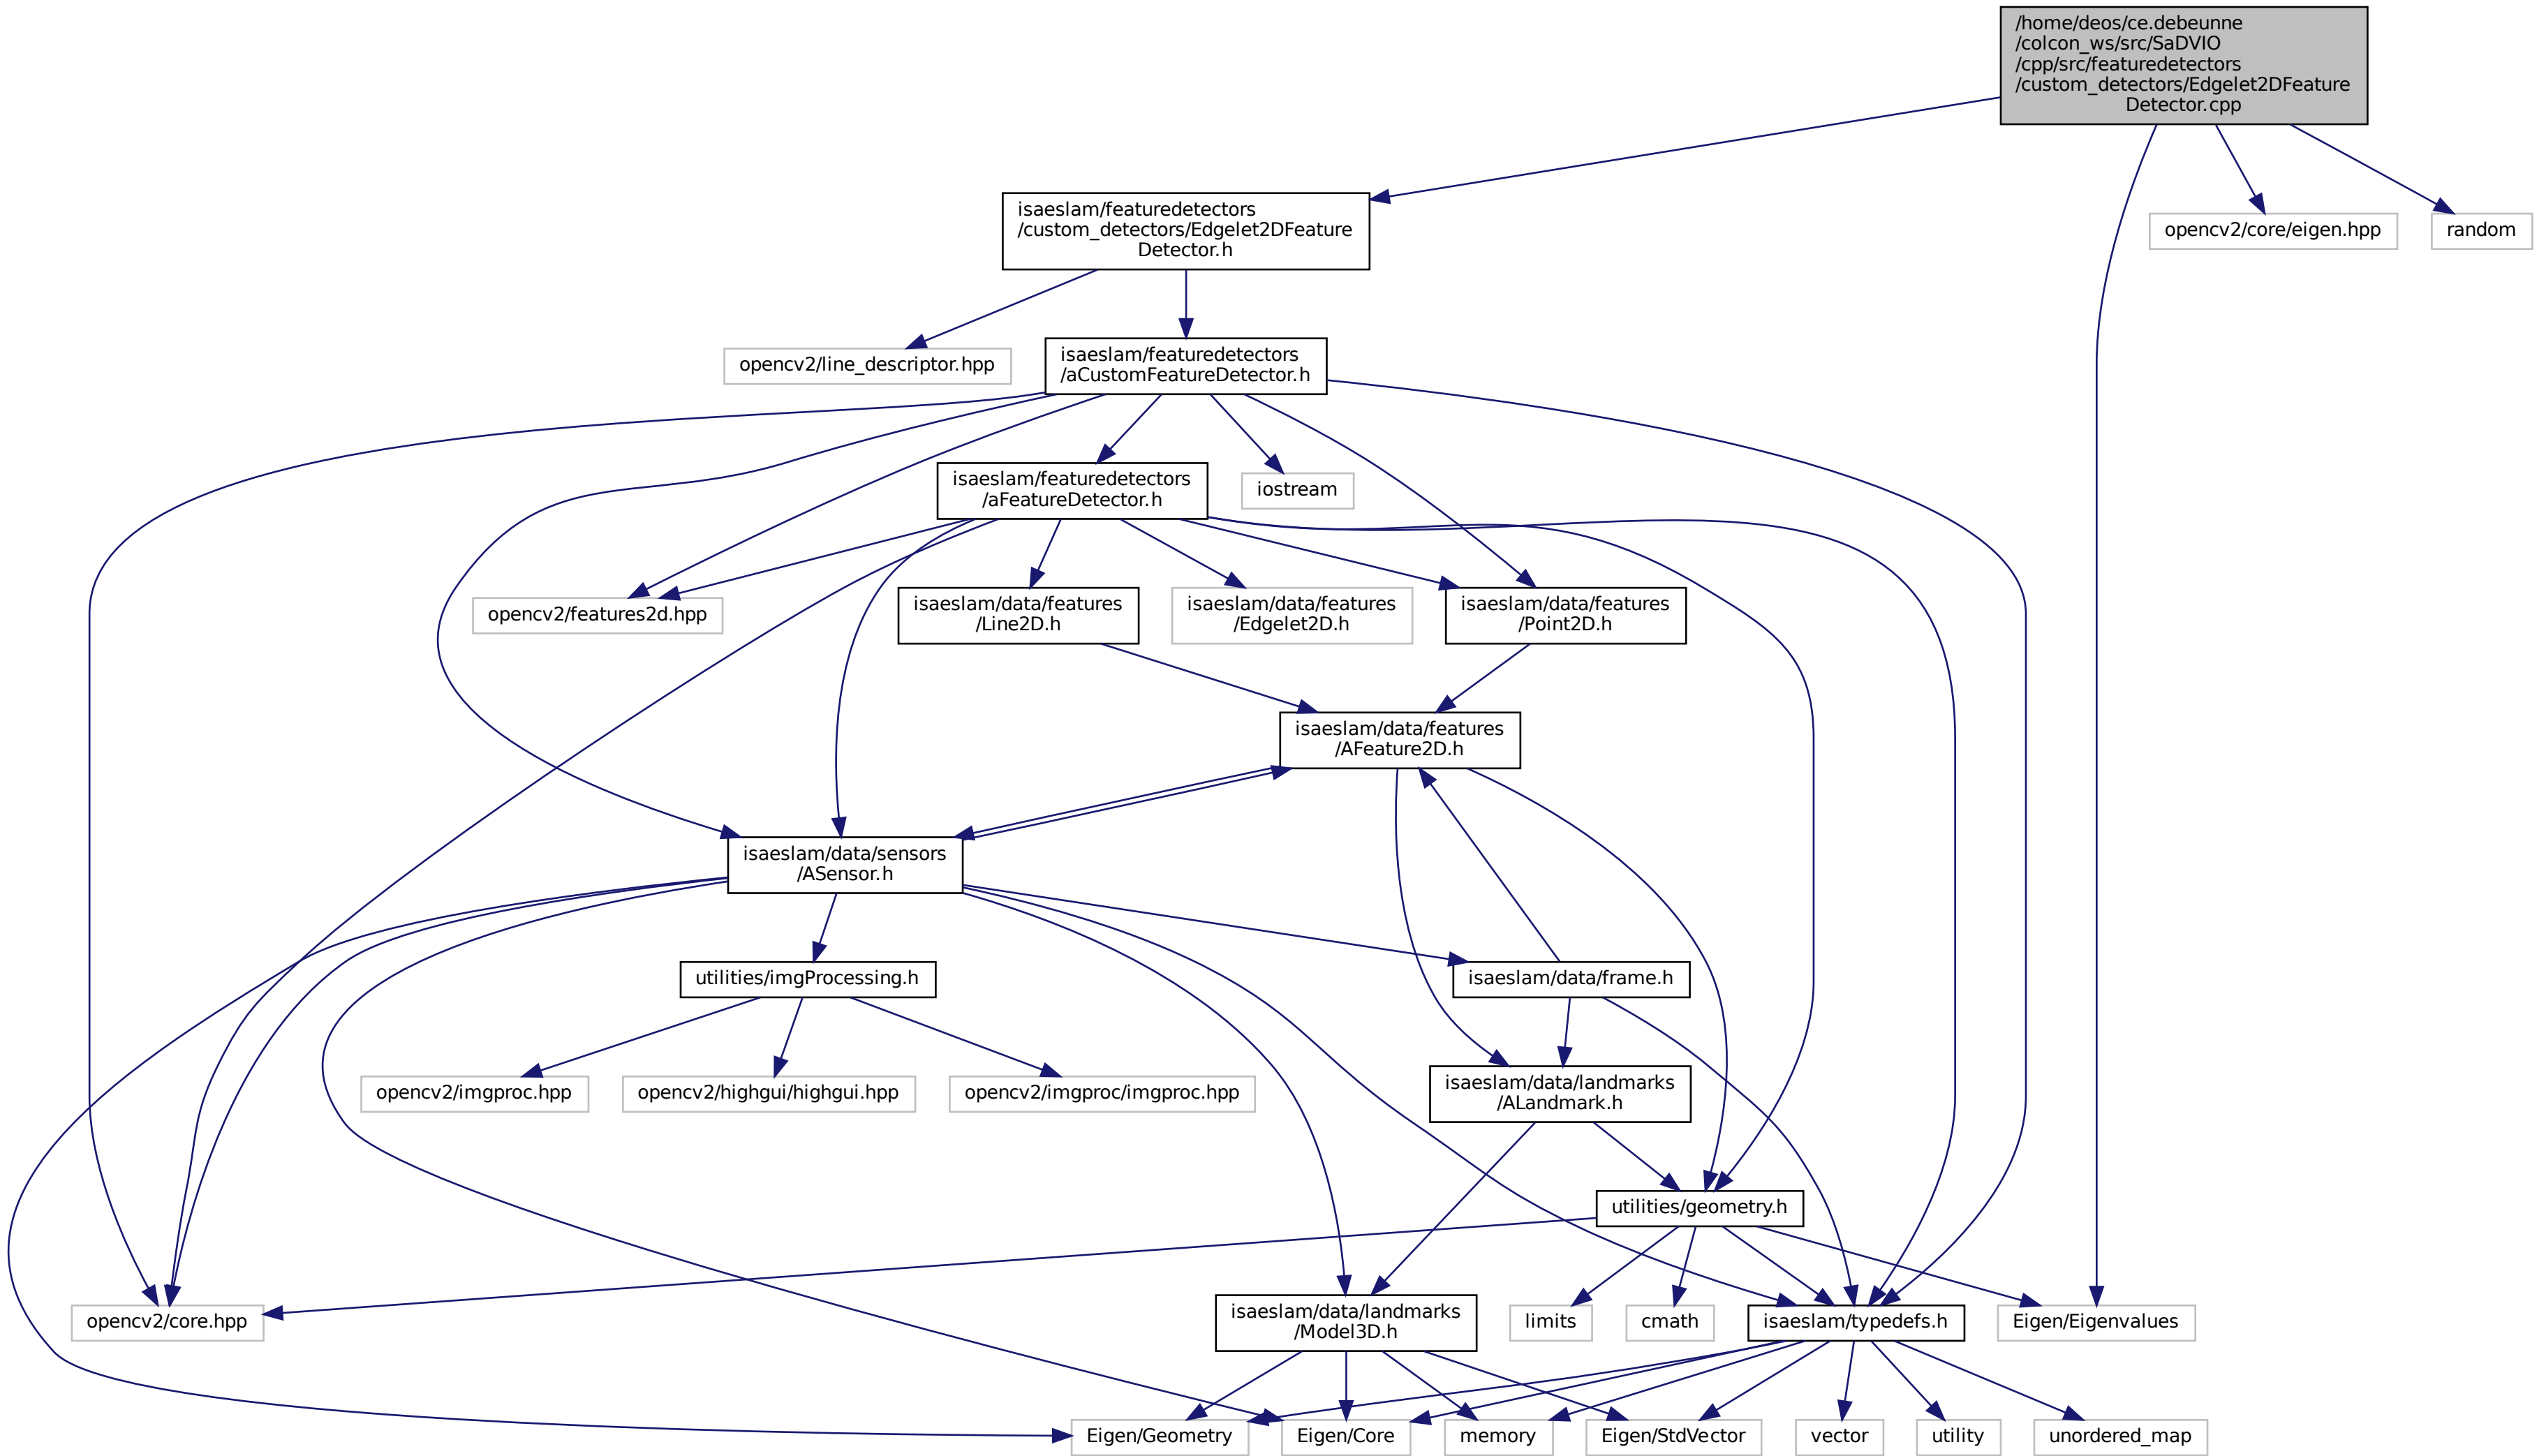 /home/deos/ce.debeunne
/colcon_ws/src/SaDVIO
/cpp/src/featuredetectors
/custom_detectors/Edgelet2DFeature
Detector.cpp
isaeslam/featuredetectors
/custom_detectors/Edgelet2DFeature
Detector.h
opencv2/core/eigen.hpp
random
opencv2/line_descriptor.hpp
isaeslam/featuredetectors
/aCustomFeatureDetector.h
isaeslam/featuredetectors
/aFeatureDetector.h
iostream
opencv2/features2d.hpp
isaeslam/data/features
/Line2D.h
isaeslam/data/features
/Edgelet2D.h
isaeslam/data/features
/Point2D.h
isaeslam/data/features
/AFeature2D.h
isaeslam/data/sensors
/ASensor.h
utilities/imgProcessing.h
isaeslam/data/frame.h
opencv2/imgproc.hpp
opencv2/highgui/highgui.hpp
opencv2/imgproc/imgproc.hpp
isaeslam/data/landmarks
/ALandmark.h
utilities/geometry.h
opencv2/core.hpp
isaeslam/data/landmarks
/Model3D.h
limits
cmath
isaeslam/typedefs.h
Eigen/Eigenvalues
Eigen/Geometry
Eigen/Core
memory
Eigen/StdVector
vector
utility
unordered_map